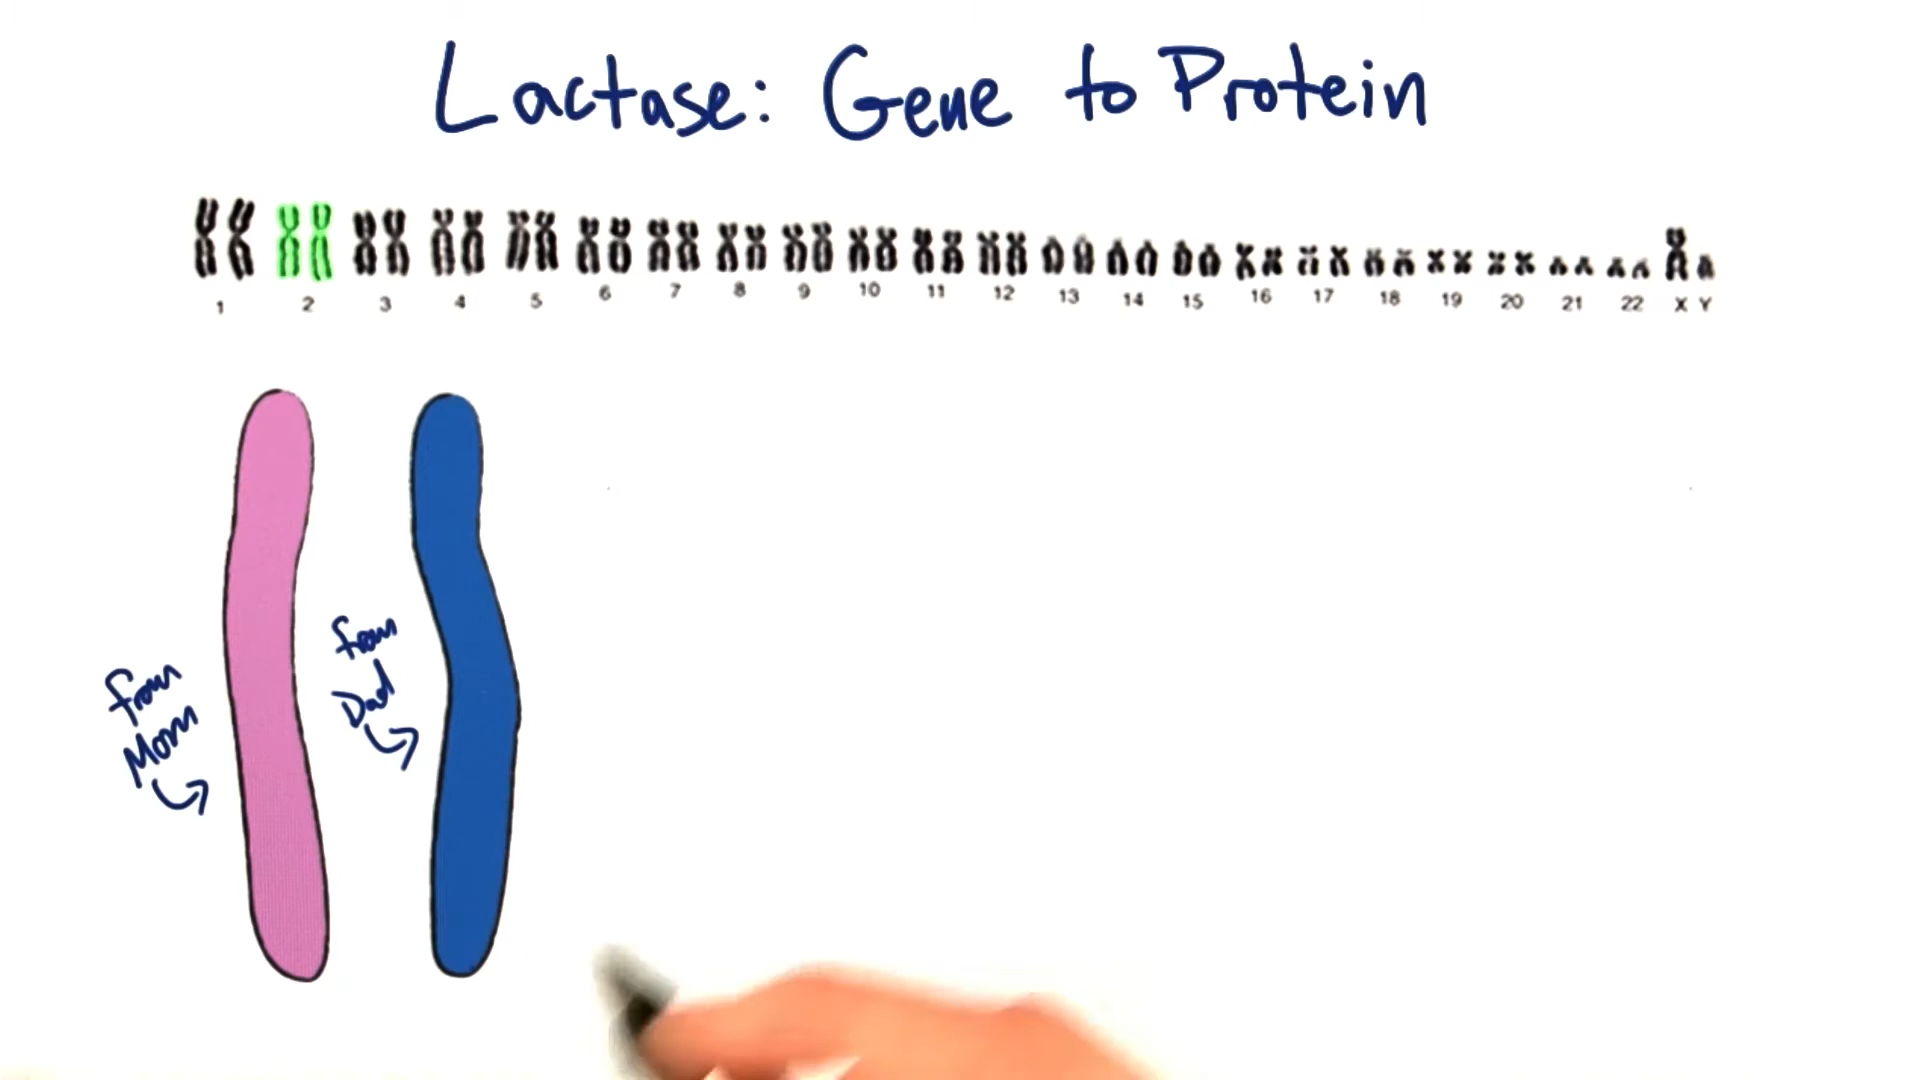 Lactase: Gene to Protein
1 2 3 4 5 6 7 8 9 10 11 12 13 14 15 16 17 18 19 20 21 22 X Y
from
Mom
from
Dad